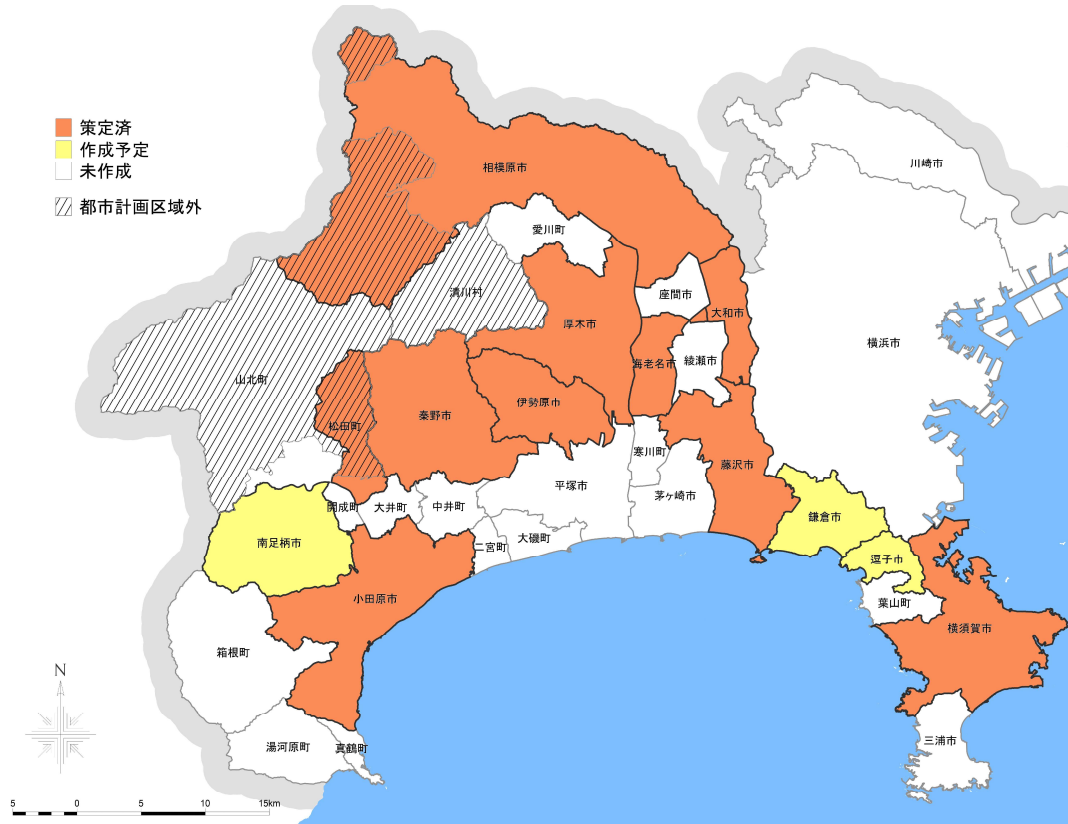 策定済
作成予定
未作成
都市計画区域外
川崎市
相模原市
愛川町
清川村
座間市
厚木市
大和市
横浜市
海老名市
綾瀬市
山北町
伊勢原市
秦野市
松田町
寒川町
藤沢市
平塚市
茅ヶ崎市
開成町
大井町
中井町
鎌倉市
南足柄市
二宮町
大磯町
逗子市
小田原市
葉山町
横須賀市
箱根町
N
三浦市
湯河原町
真鶴町
5 0 5 10 15km